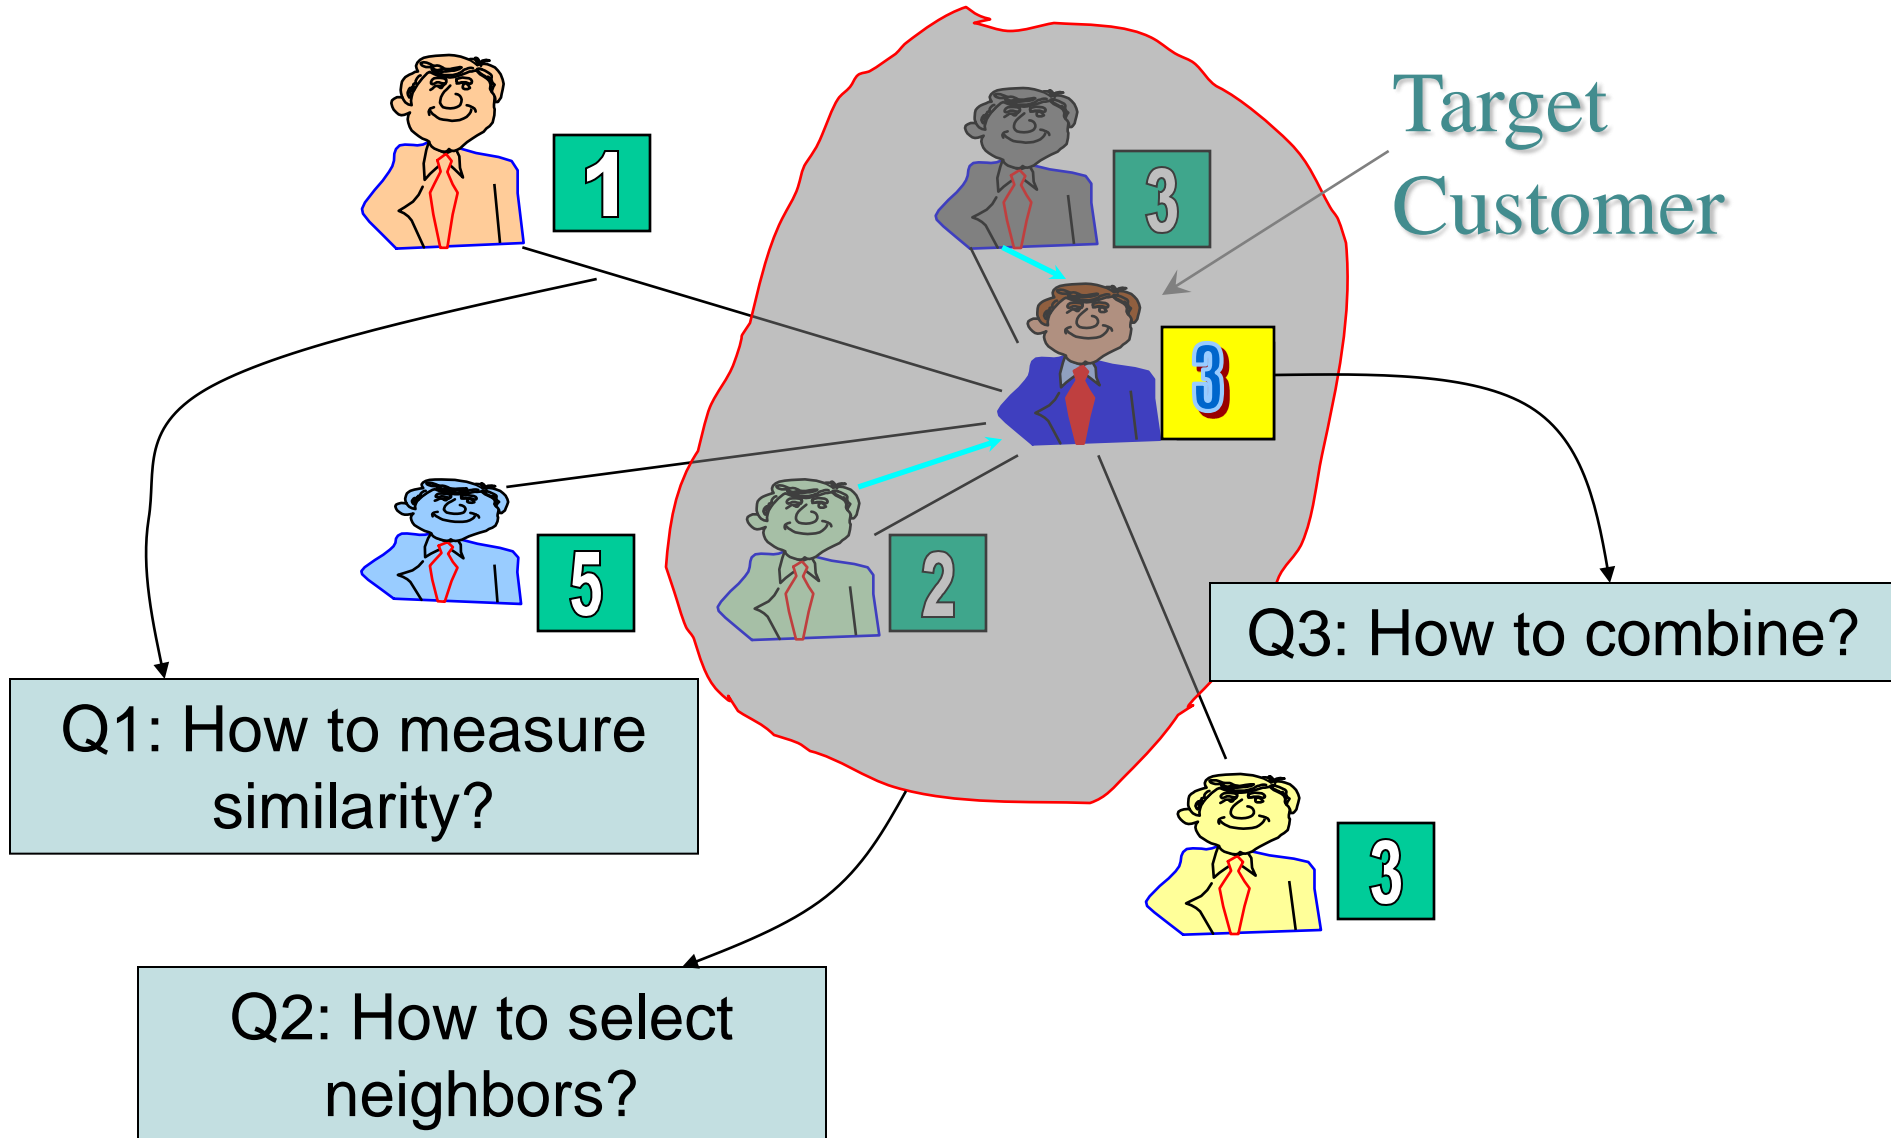 Target
Customer
1
3
3
5
2
Q3: How to combine?
Q1: How to measure
similarity?
3
Q2: How to select
neighbors?